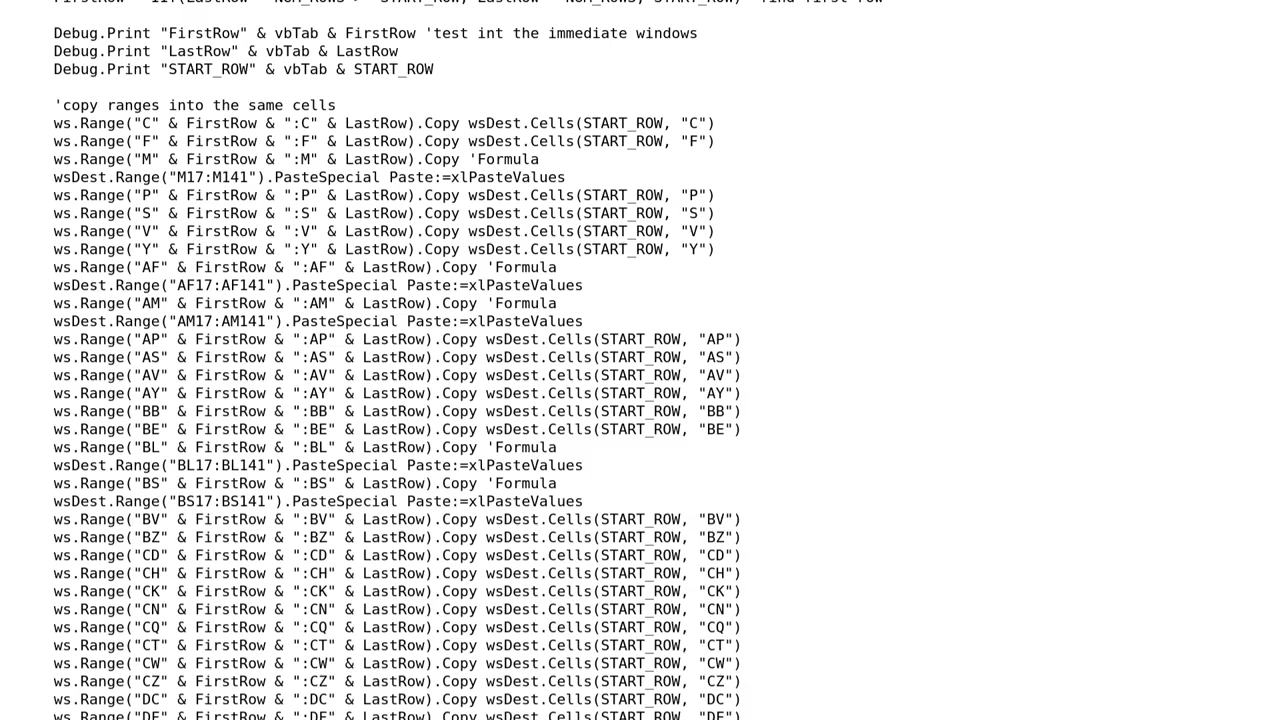 Debug.Print "FirstRow" & vbTab & FirstRow 'test int the immediate windows
Debug.Print "LastRow" & vbTab & LastRow
Debug.Print "START_ROW" & vbTab & START_ROW
'copy ranges into the same cells
ws.Range("C" & FirstRow & ":C" & LastRow).Copy wsDest.Cells(START_ROW, "C")
ws.Range("F" & FirstRow & ":F" & LastRow).Copy wsDest.Cells(START_ROW, "F")
ws.Range("M" & FirstRow & ":M" & LastRow).Copy 'Formula
wsDest.Range("M17:M141").PasteSpecial Paste:=xlPasteValues
ws.Range("P" & FirstRow & ":P" & LastRow).Copy wsDest.Cells(START_ROW, "P")
ws.Range("S" & FirstRow & ":S" & LastRow).Copy wsDest.Cells(START_ROW, "S")
ws.Range("V" & FirstRow & ":V" & LastRow).Copy wsDest.Cells(START_ROW, "V")
ws.Range("Y" & FirstRow & ":Y" & LastRow).Copy wsDest.Cells(START_ROW, "Y")
ws.Range("AF" & FirstRow & ":AF" & LastRow).Copy 'Formula
wsDest.Range("AF17:AF141").PasteSpecial Paste:=xlPasteValues
ws.Range("AM" & FirstRow & ":AM" & LastRow).Copy 'Formula
wsDest.Range("AM17:AM141").PasteSpecial Paste:=xlPasteValues
ws.Range("AP" & FirstRow & ":AP" & LastRow).Copy wsDest.Cells(START_ROW, "AP")
ws.Range("AS" & FirstRow & ":AS" & LastRow).Copy wsDest.Cells(START_ROW, "AS")
ws.Range("AV" & FirstRow & ":AV" & LastRow).Copy wsDest.Cells(START_ROW, "AV")
ws.Range("AY" & FirstRow & ":AY" & LastRow).Copy wsDest.Cells(START_ROW, "AY")
ws.Range("BB" & FirstRow & ":BB" & LastRow).Copy wsDest.Cells(START_ROW, "BB")
ws.Range("BE" & FirstRow & ":BE" & LastRow).Copy wsDest.Cells(START_ROW, "BE")
ws.Range("BL" & FirstRow & ":BL" & LastRow).Copy 'Formula
wsDest.Range("BL17:BL141").PasteSpecial Paste:=xlPasteValues
ws.Range("BS" & FirstRow & ":BS" & LastRow).Copy 'Formula
wsDest.Range("BS17:BS141").PasteSpecial Paste:=xlPasteValues
ws.Range("BV" & FirstRow & ":BV" & LastRow).Copy wsDest.Cells(START_ROW, "BV")
ws.Range("BZ" & FirstRow & ":BZ" & LastRow).Copy wsDest.Cells(START_ROW, "BZ")
ws.Range("CD" & FirstRow & ":CD" & LastRow).Copy wsDest.Cells(START_ROW, "CD")
ws.Range("CH" & FirstRow & ":CH" & LastRow).Copy wsDest.Cells(START_ROW, "CH")
ws.Range("CK" & FirstRow & ":CK" & LastRow).Copy wsDest.Cells(START_ROW, "CK")
ws.Range("CN" & FirstRow & ":CN" & LastRow).Copy wsDest.Cells(START_ROW, "CN")
ws.Range("CQ" & FirstRow & ":CQ" & LastRow).Copy wsDest.Cells(START_ROW, "CQ")
ws.Range("CT" & FirstRow & ":CT" & LastRow).Copy wsDest.Cells(START_ROW, "CT")
ws.Range("CW" & FirstRow & ":CW" & LastRow).Copy wsDest.Cells(START_ROW, "CW")
ws.Range("CZ" & FirstRow & ":CZ" & LastRow).Copy wsDest.Cells(START_ROW, "CZ")
ws.Range("DC" & FirstRow & ":DC" & LastRow).Copy wsDest.Cells(START_ROW, "DC")